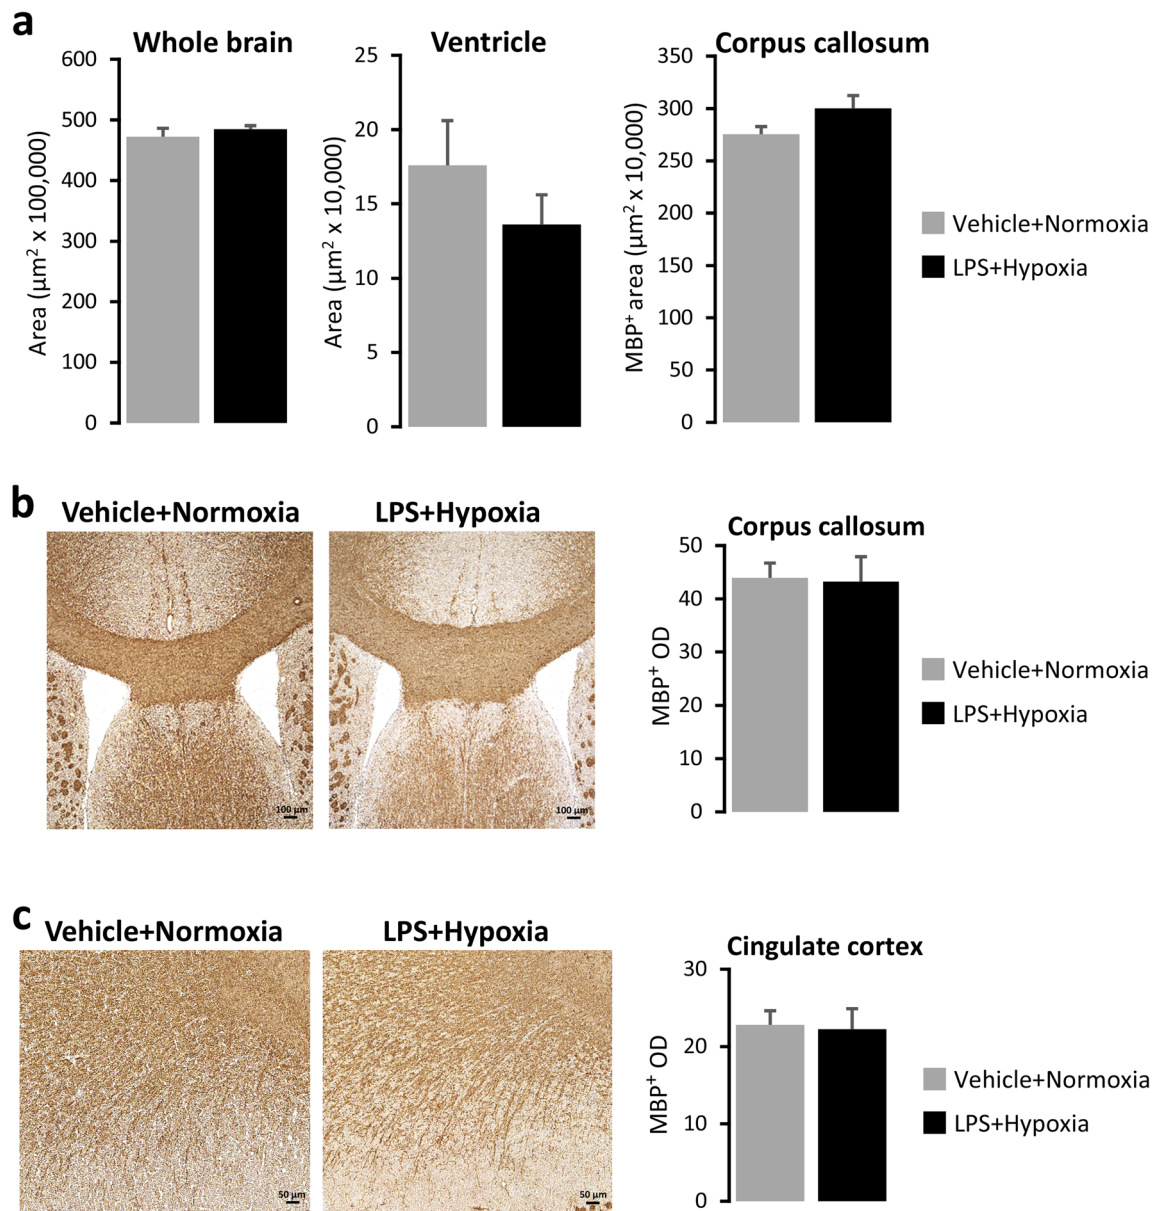 a
Whole brain
Area (µm² x 100,000)
600
500
400
300
200
100
0
Ventricle
Area (µm² x 10,000)
25
20
15
10
5
0
Corpus callosum
MBP⁺ area (µm² x 10,000)
350
300
250
200
150
100
50
0
Vehicle+Normoxia
LPS+Hypoxia
b
Vehicle+Normoxia
100 µm
LPS+Hypoxia
100 µm
Corpus callosum
MBP⁺ OD
50
40
30
20
10
0
Vehicle+Normoxia
LPS+Hypoxia
c
Vehicle+Normoxia
50 µm
LPS+Hypoxia
50 µm
Cingulate cortex
MBP⁺ OD
30
20
10
0
Vehicle+Normoxia
LPS+Hypoxia